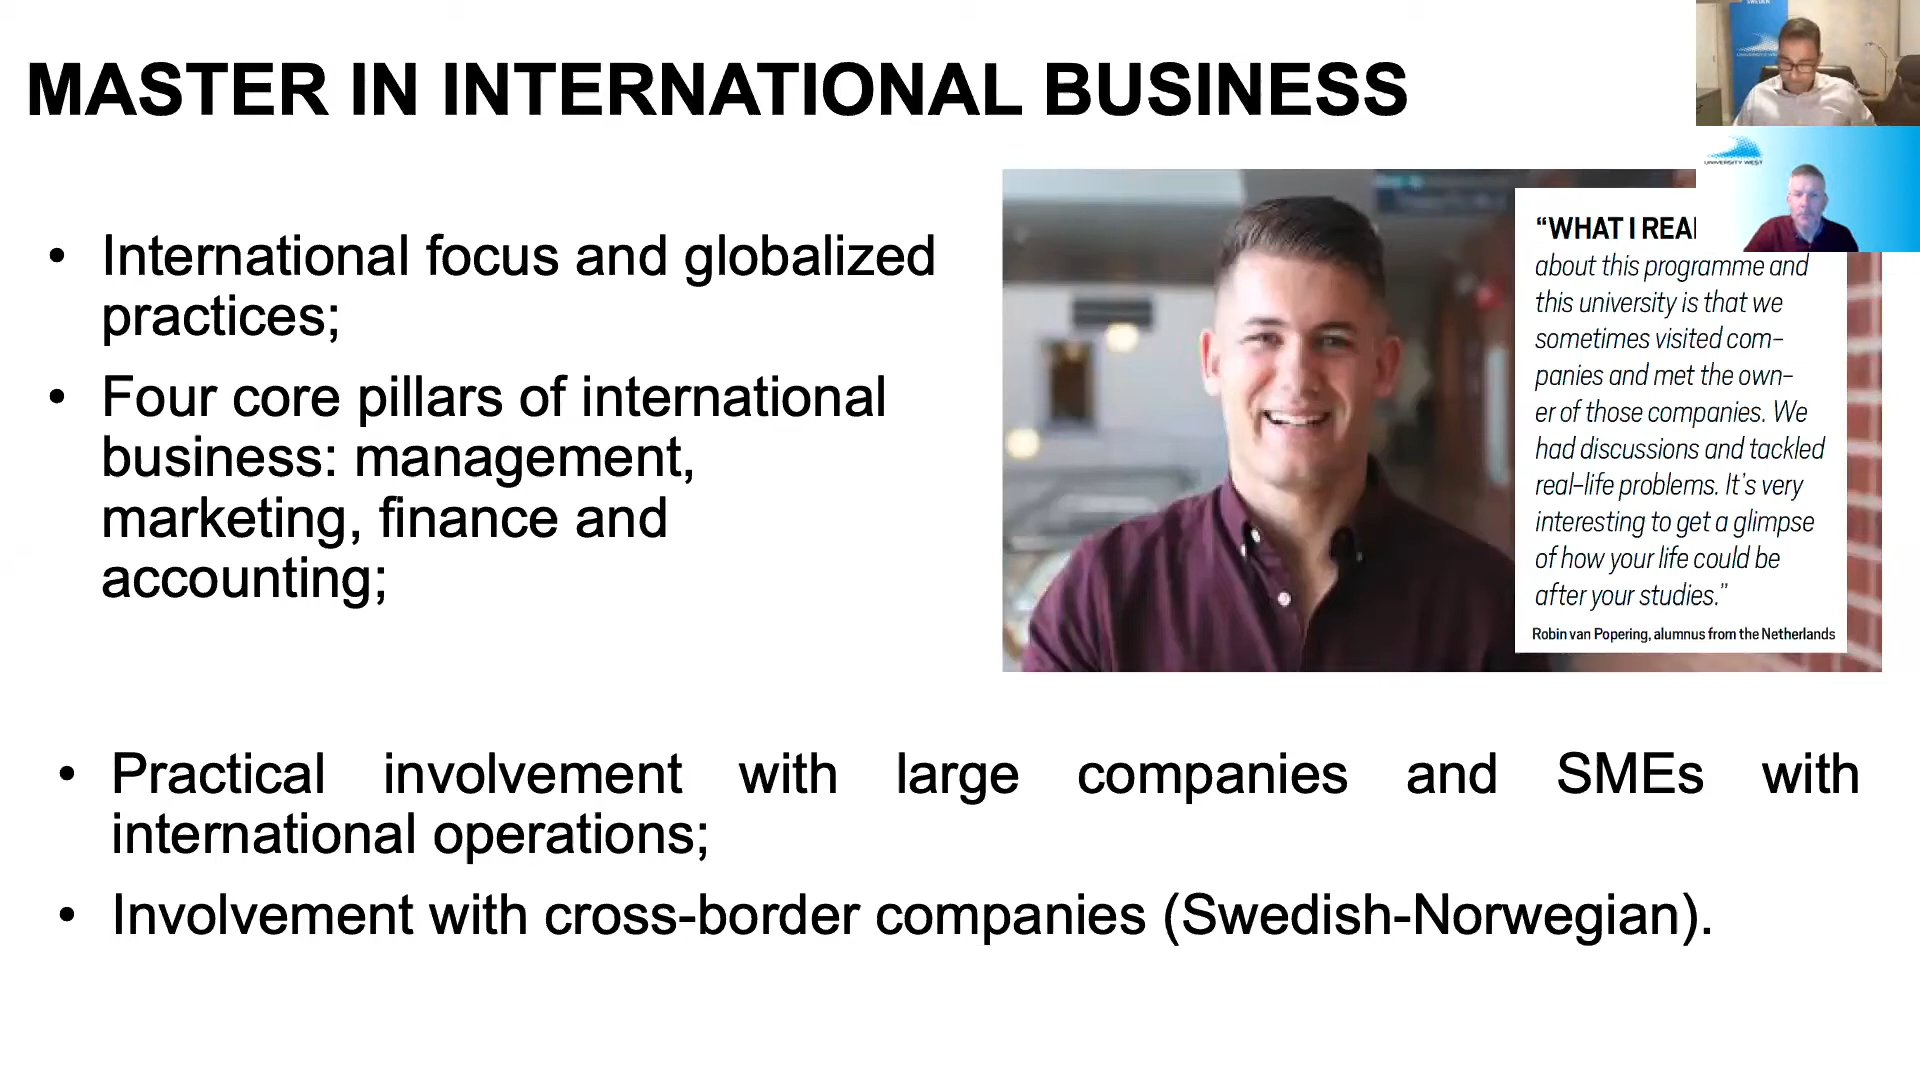 MASTER IN INTERNATIONAL BUSINESS
• International focus and globalized
practices;
• Four core pillars of international
business: management,
marketing, finance and
accounting;
“WHAT I
about this programme and
this university is that we
sometimes visited com-
panies and met the own-
er of those companies. We
had discussions and tackled
real-life problems. It's very
interesting to get a glimpse
of how your life could be
after your studies.”
Robin van Popering, alumnus from the Netherlands
• Practical involvement with large companies and SMEs with
international operations;
• Involvement with cross-border companies (Swedish-Norwegian).
SWEDEN
UNIVERSITY WEST